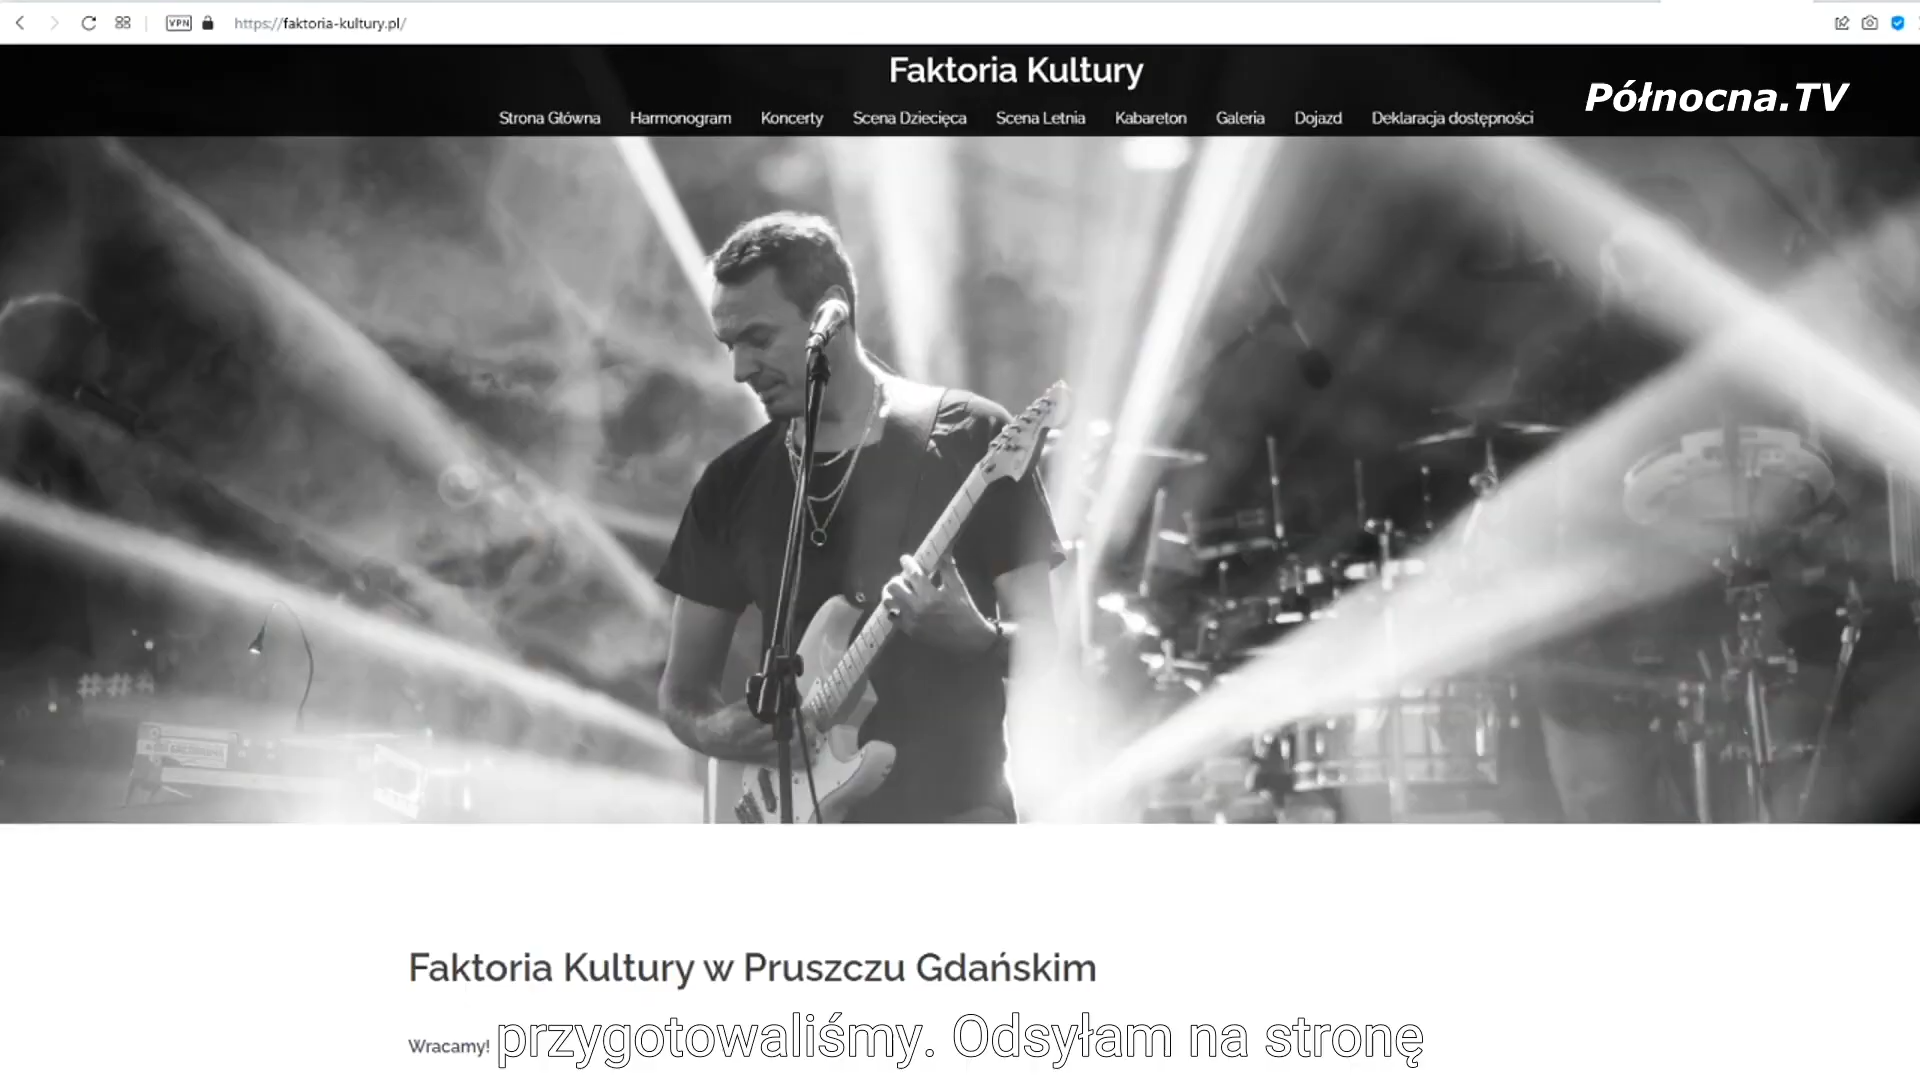 VPN https://faktoria-kultury.pl/
Faktoria Kultury
Północna.TV
Strona Główna Harmonogram Koncerty Scena Dziecięca Scena Letnia Kabareton Galeria Dojazd Deklaracja dostępności
Faktoria Kultury w Pruszczu Gdańskim
Wracamy!
przygotowaliśmy. Odsyłam na stronę